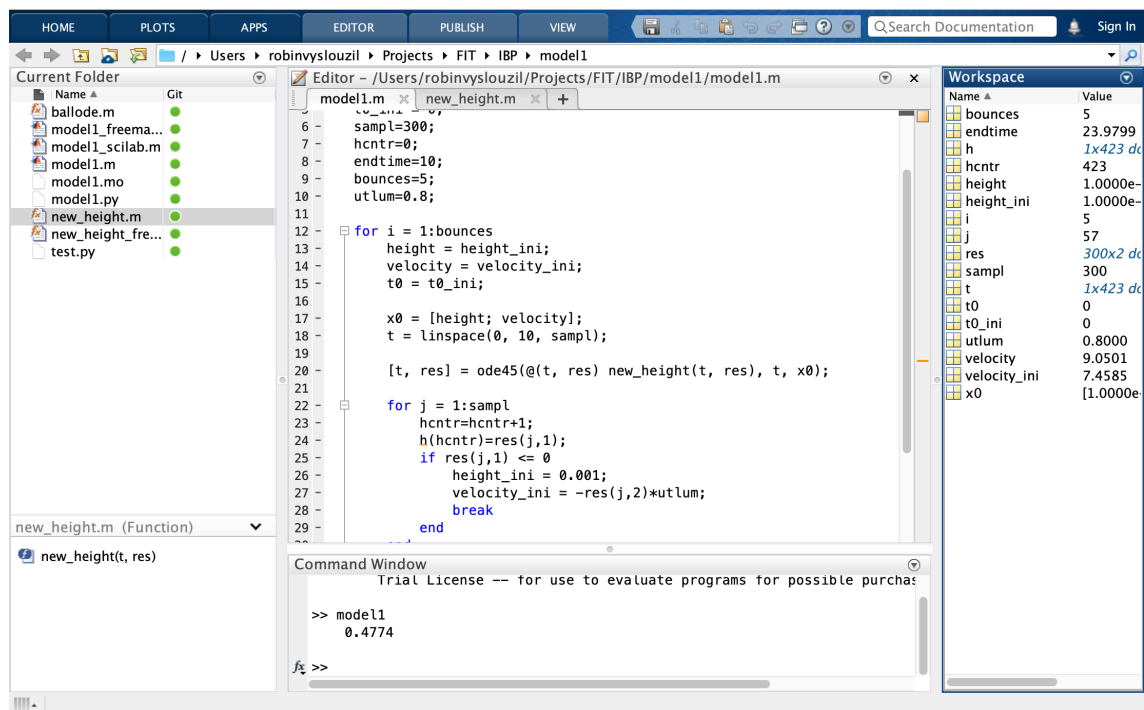 HOME PLOTS APPS EDITOR PUBLISH VIEW Search Documentation Sign In
/ ▸ Users ▸ robinvyslouzil ▸ Projects ▸ FIT ▸ IBP ▸ model1
Current Folder
Name ▲ Git
ballode.m
model1_freema...
model1_scilab.m
model1.m
model1.mo
model1.py
new_height.m
new_height_fre...
test.py
new_height.m (Function)
new_height(t, res)
Editor – /Users/robinvyslouzil/Projects/FIT/IBP/model1/model1.m
model1.m new_height.m +
6 – sampl=300;
7 – hcntr=0;
8 – endtime=10;
9 – bounces=5;
10 – utlum=0.8;
11
12 – for i = 1:bounces
13 – height = height_ini;
14 – velocity = velocity_ini;
15 – t0 = t0_ini;
16
17 – x0 = [height; velocity];
18 – t = linspace(0, 10, sampl);
19
20 – [t, res] = ode45(@(t, res) new_height(t, res), t, x0);
21
22 – for j = 1:sampl
23 – hcntr=hcntr+1;
24 – h(hcntr)=res(j,1);
25 – if res(j,1) <= 0
26 – height_ini = 0.001;
27 – velocity_ini = -res(j,2)*utlum;
28 – break
29 – end
Command Window
Trial License -- for use to evaluate programs for possible purchas
>> model1
0.4774
fx >>
Workspace
Name ▲ Value
bounces 5
endtime 23.9799
h 1x423 do
hcntr 423
height 1.0000e-
height_ini 1.0000e-
i 5
j 57
res 300x2 do
sampl 300
t 1x423 do
t0 0
t0_ini 0
utlum 0.8000
velocity 9.0501
velocity_ini 7.4585
x0 [1.0000e-